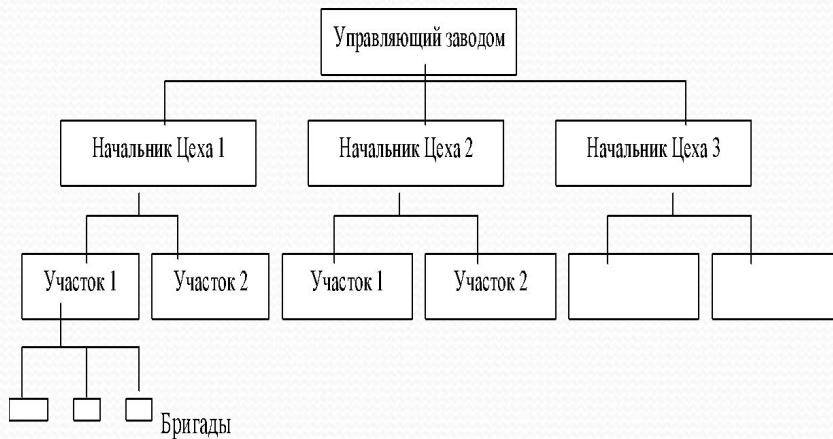 Управляющий заводом
Начальник Цеха 1
Начальник Цеха 2
Начальник Цеха 3
Участок 1
Участок 2
Участок 1
Участок 2
Бригады